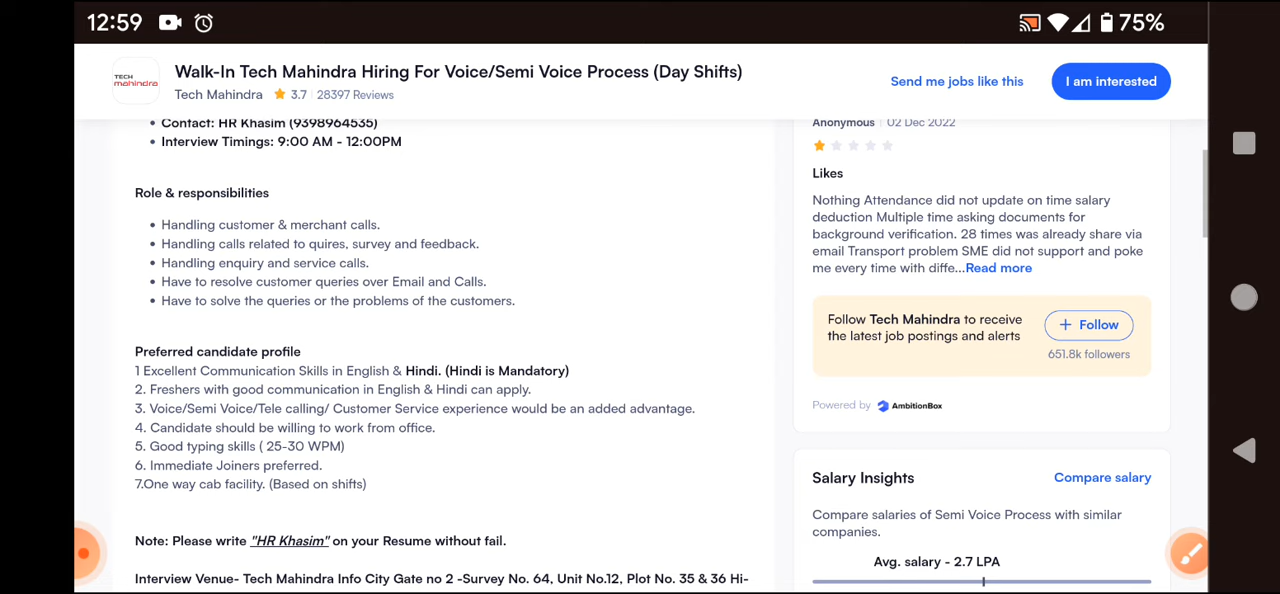 12:59
75%
TECH
mahindra
Walk-In Tech Mahindra Hiring For Voice/Semi Voice Process (Day Shifts)
Tech Mahindra 3.7 | 28397 Reviews
Send me jobs like this
I am interested
• Contact: HR Khasim (9398964535)
• Interview Timings: 9:00 AM - 12:00PM
Role & responsibilities
• Handling customer & merchant calls.
• Handling calls related to quires, survey and feedback.
• Handling enquiry and service calls.
• Have to resolve customer queries over Email and Calls.
• Have to solve the queries or the problems of the customers.
Preferred candidate profile
1 Excellent Communication Skills in English & Hindi. (Hindi is Mandatory)
2. Freshers with good communication in English & Hindi can apply.
3. Voice/Semi Voice/Tele calling/ Customer Service experience would be an added advantage.
4. Candidate should be willing to work from office.
5. Good typing skills ( 25-30 WPM)
6. Immediate Joiners preferred.
7.One way cab facility. (Based on shifts)
Note: Please write "HR Khasim" on your Resume without fail.
Interview Venue- Tech Mahindra Info City Gate no 2 -Survey No. 64, Unit No.12, Plot No. 35 & 36 Hi-
Anonymous | 02 Dec 2022
Likes
Nothing Attendance did not update on time salary
deduction Multiple time asking documents for
background verification. 28 times was already share via
email Transport problem SME did not support and poke
me every time with diffe...Read more
Follow Tech Mahindra to receive
the latest job postings and alerts
+ Follow
651.8k followers
Powered by AmbitionBox
Salary Insights
Compare salary
Compare salaries of Semi Voice Process with similar
companies.
Avg. salary - 2.7 LPA